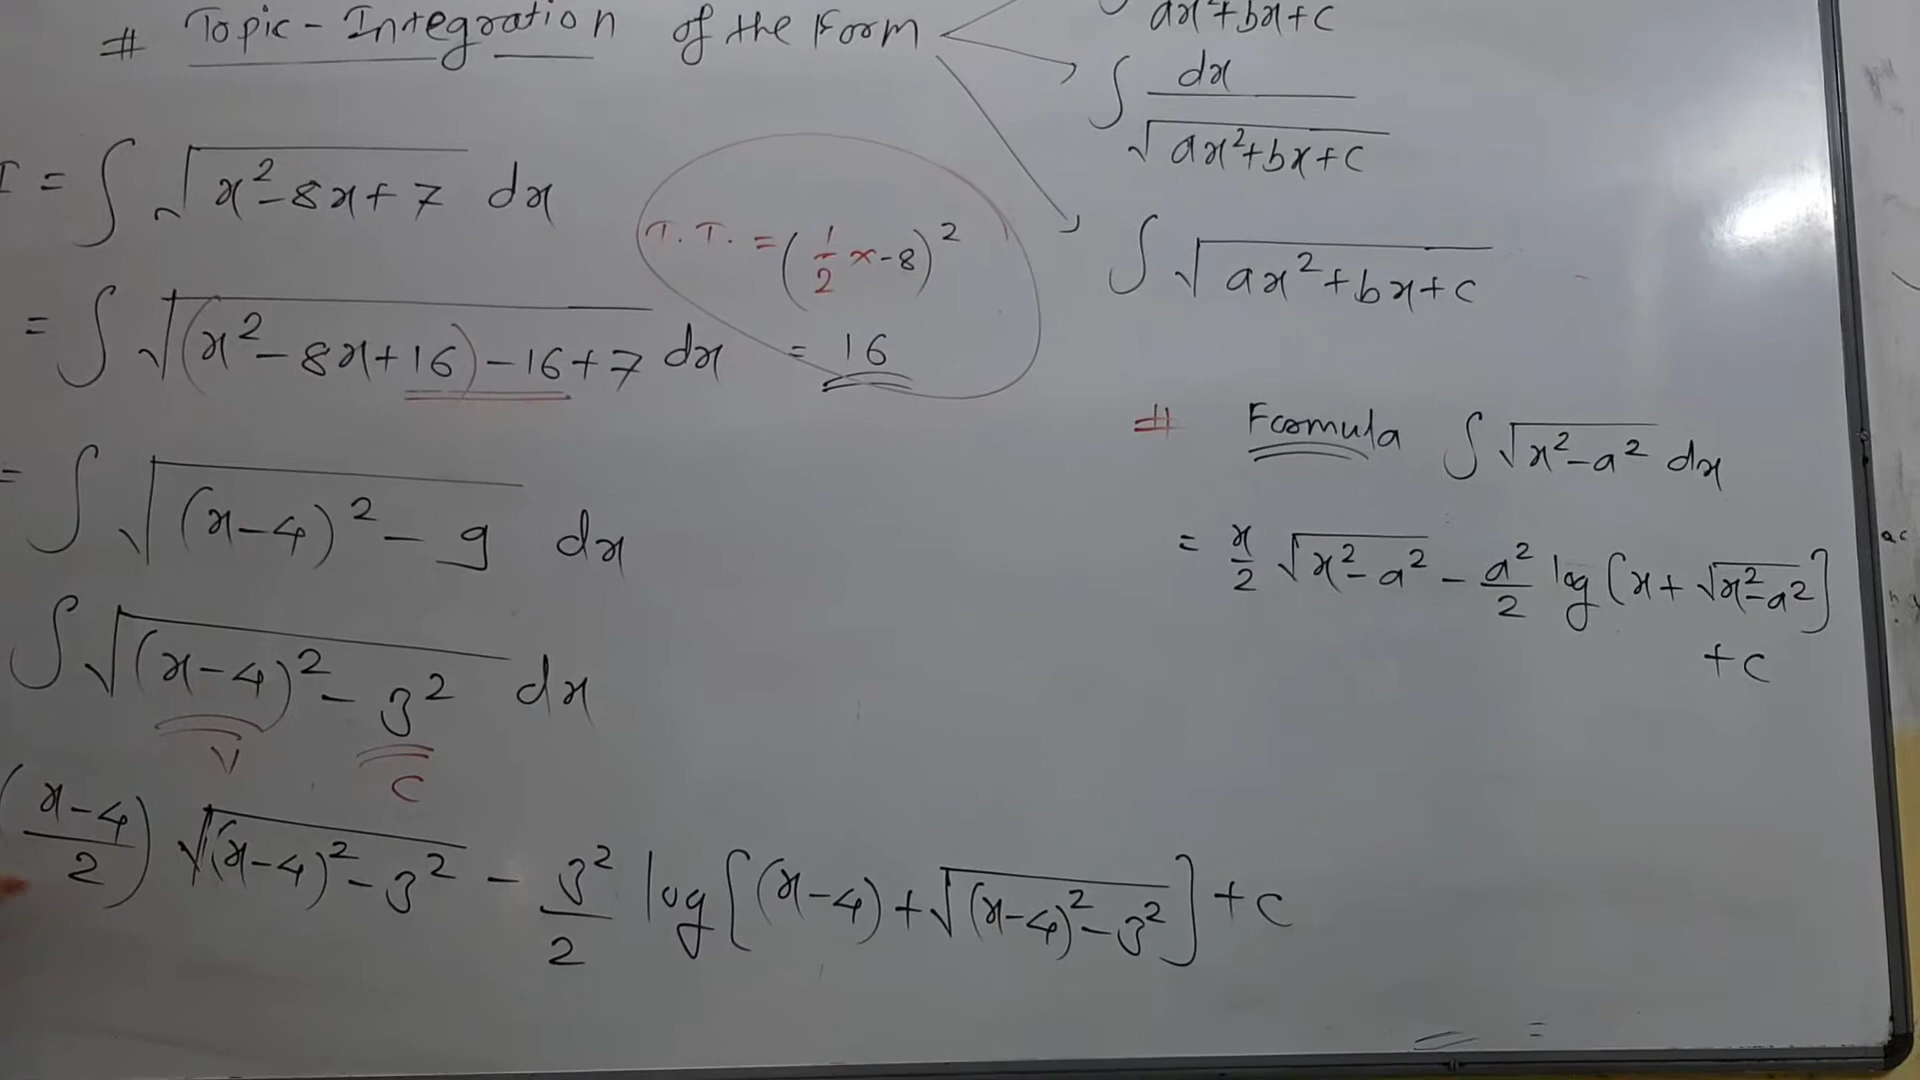 # Topic - Integration of the Form
ax²+bx+c
∫ dx / √ax²+bx+c
∫ √ax²+bx+c
I = ∫ √x²-8x+7 dx
T.T. = (1/2 × -8)²
= 16
= ∫ √(x²-8x+16)-16+7 dx
= ∫ √(x-4)²-9 dx
∫ √(x-4)²-3² dx
V C
(x-4/2) √(x-4)²-3² - 3²/2 log[(x-4)+√(x-4)²-3²]+c
# Formula ∫ √x²-a² dx
= x/2 √x²-a² - a²/2 log[x+√x²-a²]
+c